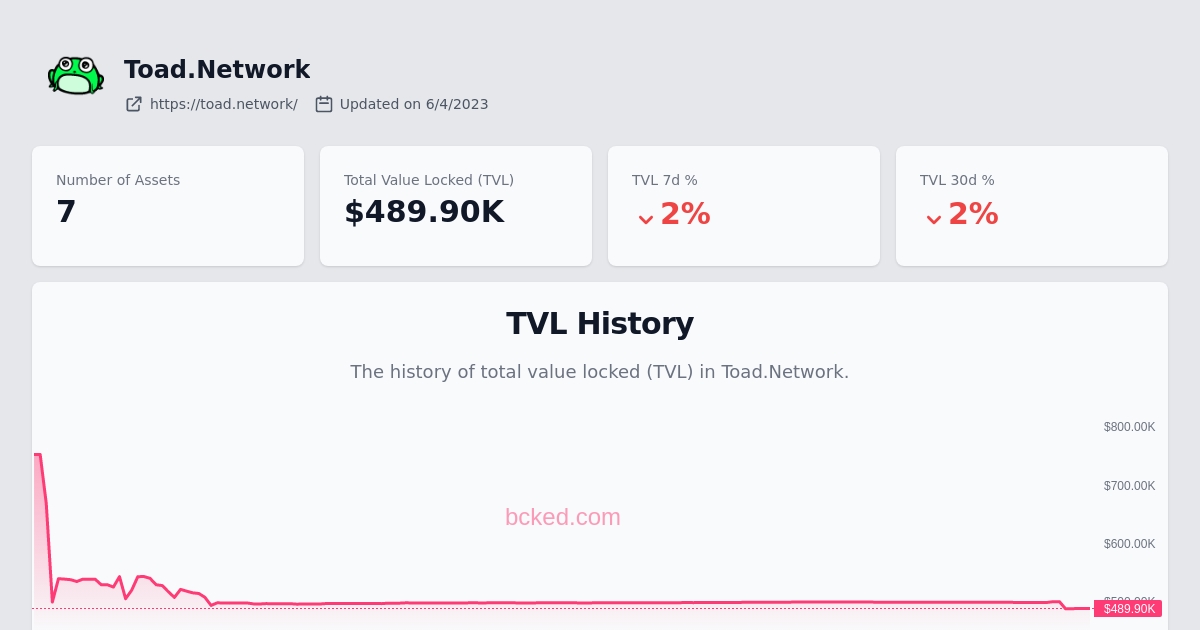 Toad.Network
https://toad.network/ Updated on 6/4/2023
Number of Assets
7
Total Value Locked (TVL)
$489.90K
TVL 7d %
2%
TVL 30d %
2%
TVL History
The history of total value locked (TVL) in Toad.Network.
$800.00K
$700.00K
bcked.com
$600.00K
$489.90K